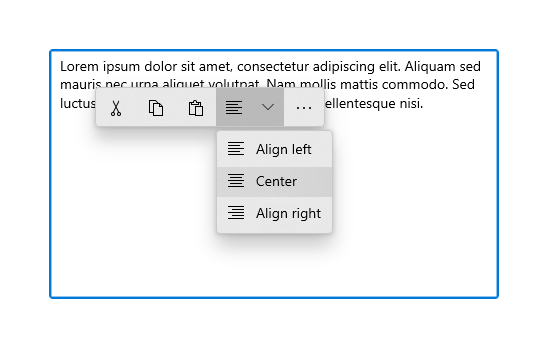 Lorem ipsum dolor sit amet, consectetur adipiscing elit. Aliquam sed
mauris nec urna aliquet volutpat. Nam mollis mattis commodo. Sed
luctus ellentesque nisi.
Align left
Center
Align right